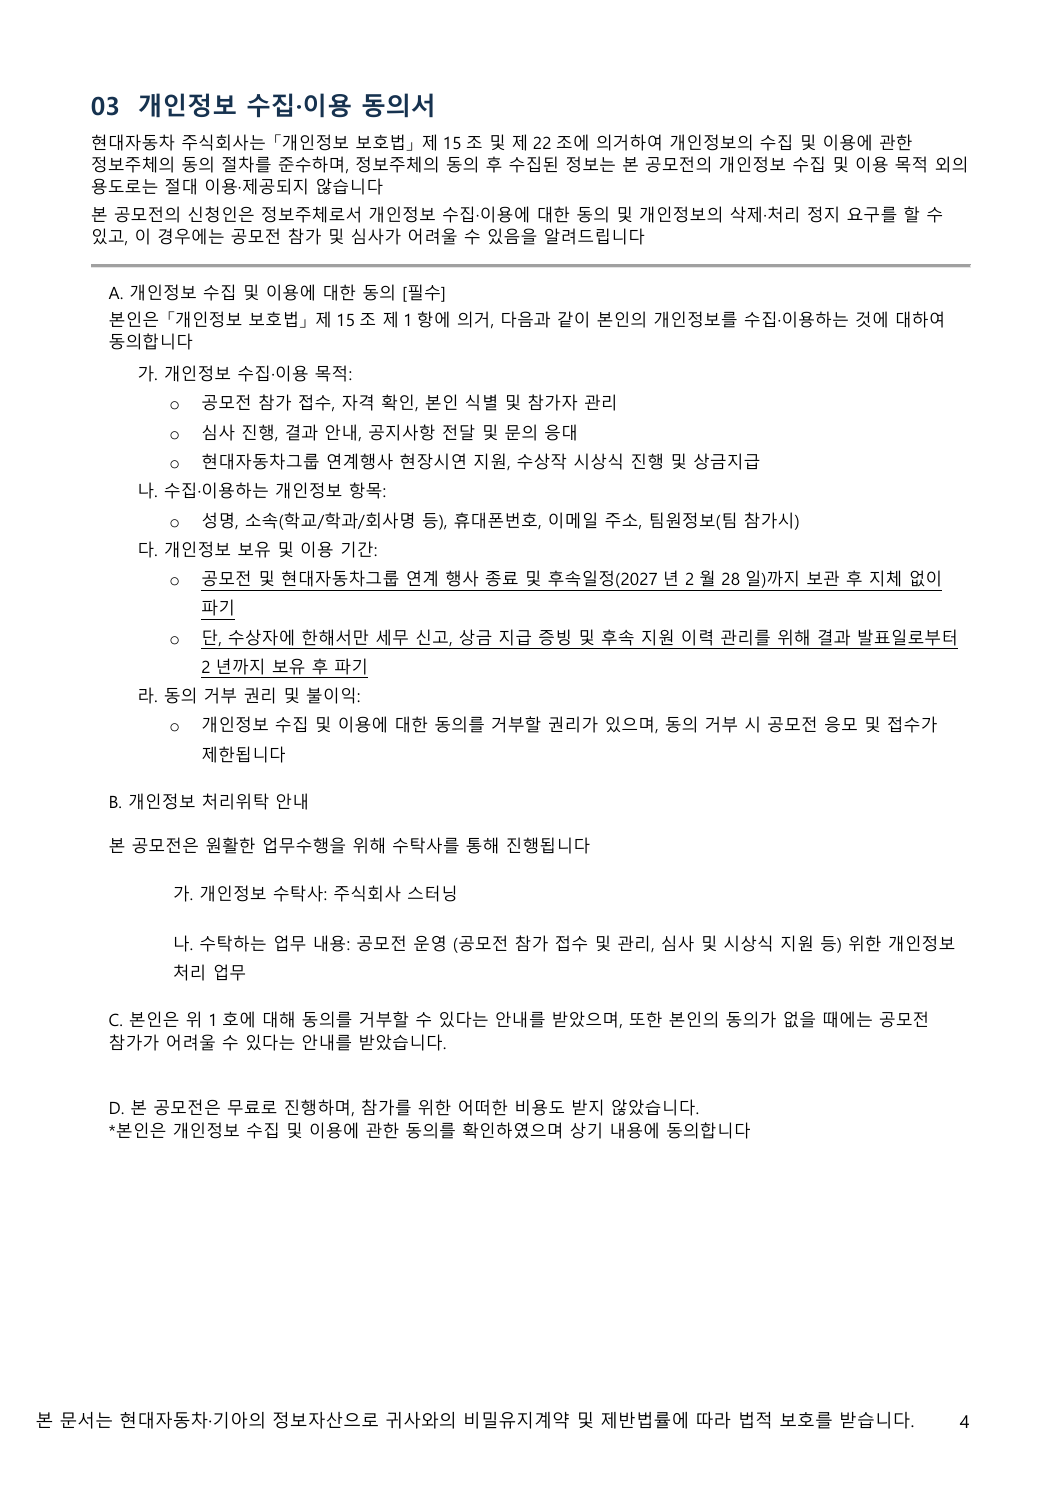 03 개인정보 수집·이용 동의서
현대자동차 주식회사는「개인정보 보호법」제 15 조 및 제 22 조에 의거하여 개인정보의 수집 및 이용에 관한
정보주체의 동의 절차를 준수하며, 정보주체의 동의 후 수집된 정보는 본 공모전의 개인정보 수집 및 이용 목적 외의
용도로는 절대 이용·제공되지 않습니다
본 공모전의 신청인은 정보주체로서 개인정보 수집·이용에 대한 동의 및 개인정보의 삭제·처리 정지 요구를 할 수
있고, 이 경우에는 공모전 참가 및 심사가 어려울 수 있음을 알려드립니다
A. 개인정보 수집 및 이용에 대한 동의 [필수]
본인은「개인정보 보호법」제 15 조 제 1 항에 의거, 다음과 같이 본인의 개인정보를 수집·이용하는 것에 대하여
동의합니다
가. 개인정보 수집·이용 목적:
○ 공모전 참가 접수, 자격 확인, 본인 식별 및 참가자 관리
○ 심사 진행, 결과 안내, 공지사항 전달 및 문의 응대
○ 현대자동차그룹 연계행사 현장시연 지원, 수상작 시상식 진행 및 상금지급
나. 수집·이용하는 개인정보 항목:
○ 성명, 소속(학교/학과/회사명 등), 휴대폰번호, 이메일 주소, 팀원정보(팀 참가시)
다. 개인정보 보유 및 이용 기간:
○ 공모전 및 현대자동차그룹 연계 행사 종료 및 후속일정(2027 년 2 월 28 일)까지 보관 후 지체 없이
파기
○ 단, 수상자에 한해서만 세무 신고, 상금 지급 증빙 및 후속 지원 이력 관리를 위해 결과 발표일로부터
2 년까지 보유 후 파기
라. 동의 거부 권리 및 불이익:
○ 개인정보 수집 및 이용에 대한 동의를 거부할 권리가 있으며, 동의 거부 시 공모전 응모 및 접수가
제한됩니다
B. 개인정보 처리위탁 안내
본 공모전은 원활한 업무수행을 위해 수탁사를 통해 진행됩니다
가. 개인정보 수탁사: 주식회사 스터닝
나. 수탁하는 업무 내용: 공모전 운영 (공모전 참가 접수 및 관리, 심사 및 시상식 지원 등) 위한 개인정보
처리 업무
C. 본인은 위 1 호에 대해 동의를 거부할 수 있다는 안내를 받았으며, 또한 본인의 동의가 없을 때에는 공모전
참가가 어려울 수 있다는 안내를 받았습니다.
D. 본 공모전은 무료로 진행하며, 참가를 위한 어떠한 비용도 받지 않았습니다.
*본인은 개인정보 수집 및 이용에 관한 동의를 확인하였으며 상기 내용에 동의합니다
본 문서는 현대자동차·기아의 정보자산으로 귀사와의 비밀유지계약 및 제반법률에 따라 법적 보호를 받습니다. 4